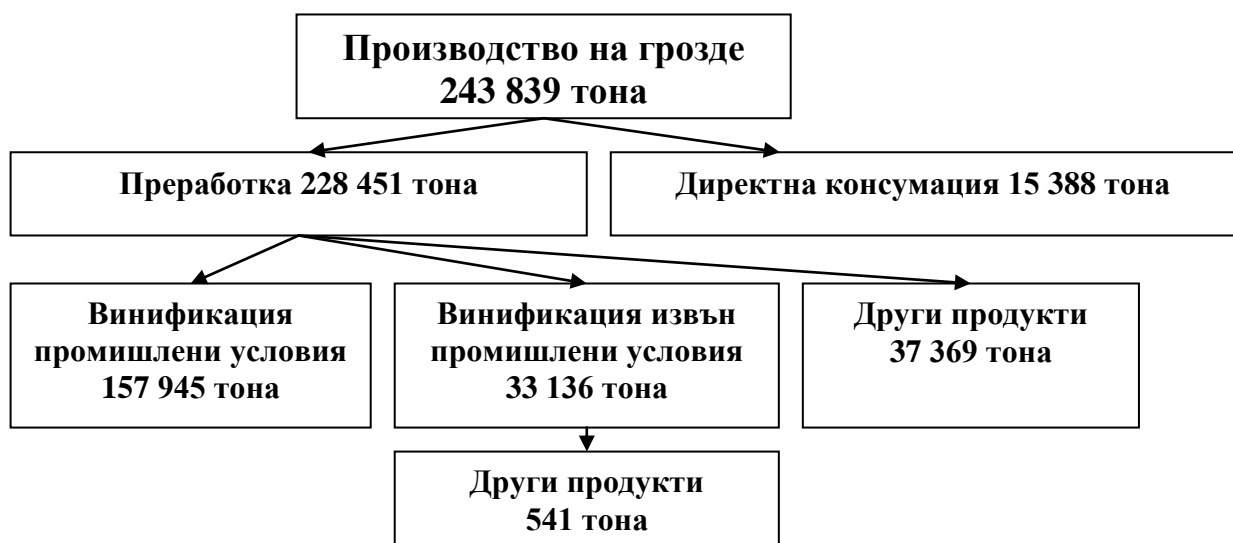 Производство на грозде
243 839 тона
Преработка 228 451 тона
Директна консумация 15 388 тона
Винификация
промишлени условия
157 945 тона
Винификация извън
промишлени условия
33 136 тона
Други продукти
37 369 тона
Други продукти
541 тона